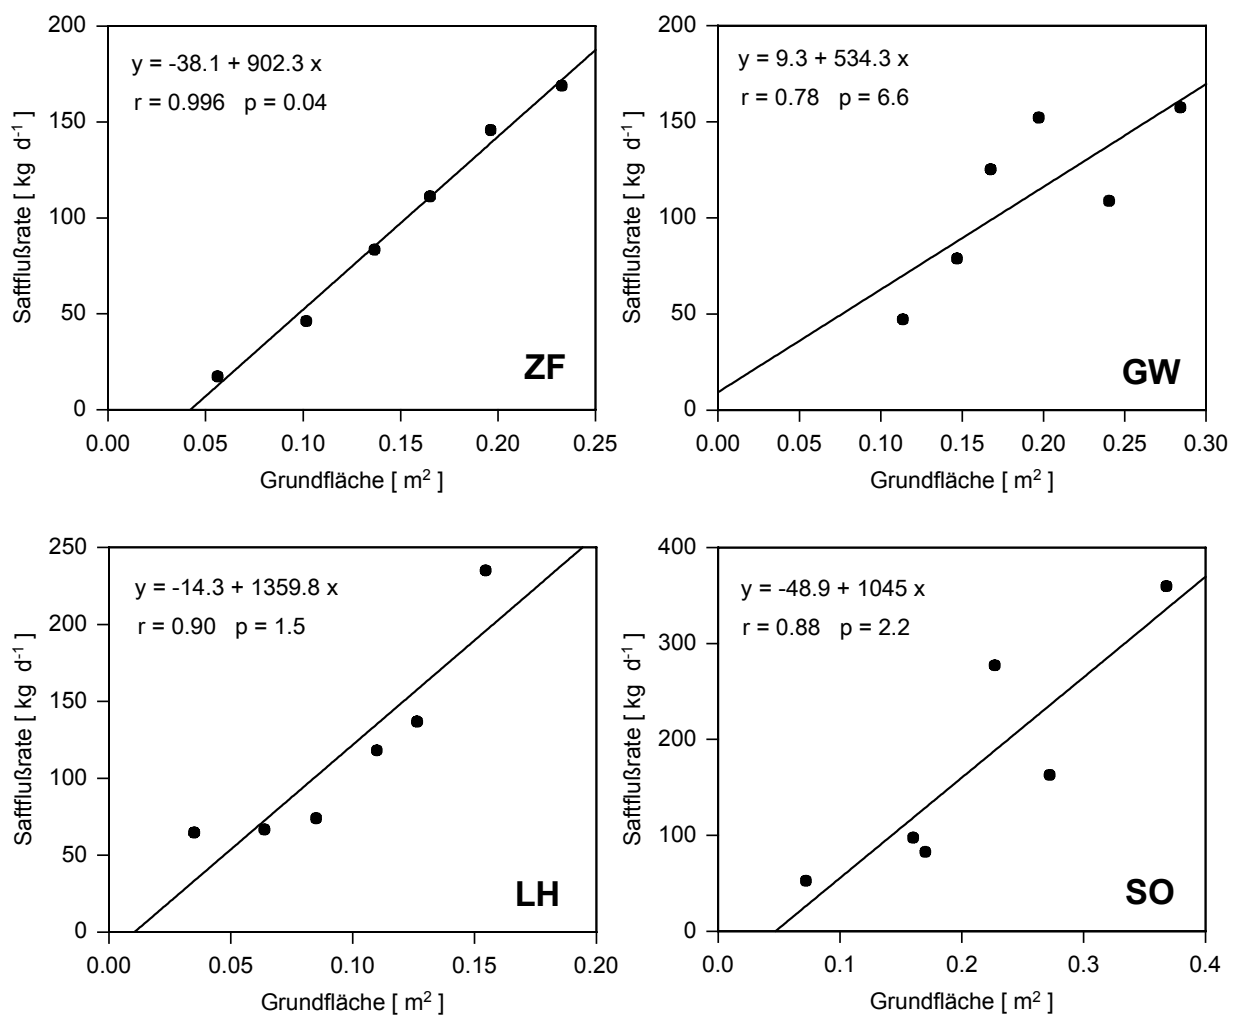 y = -38.1 + 902.3 x
r = 0.996 p = 0.04
200
150
100
50
0
Saftflußrate [ kg d⁻¹ ]
ZF
0.00 0.05 0.10 0.15 0.20 0.25
Grundfläche [ m² ]
y = 9.3 + 534.3 x
r = 0.78 p = 6.6
200
150
100
50
0
Saftflußrate [ kg d⁻¹ ]
GW
0.00 0.05 0.10 0.15 0.20 0.25 0.30
Grundfläche [ m² ]
y = -14.3 + 1359.8 x
r = 0.90 p = 1.5
250
200
150
100
50
0
Saftflußrate [ kg d⁻¹ ]
LH
0.00 0.05 0.10 0.15 0.20
Grundfläche [ m² ]
y = -48.9 + 1045 x
r = 0.88 p = 2.2
400
300
200
100
0
Saftflußrate [ kg d⁻¹ ]
SO
0.0 0.1 0.2 0.3 0.4
Grundfläche [ m² ]